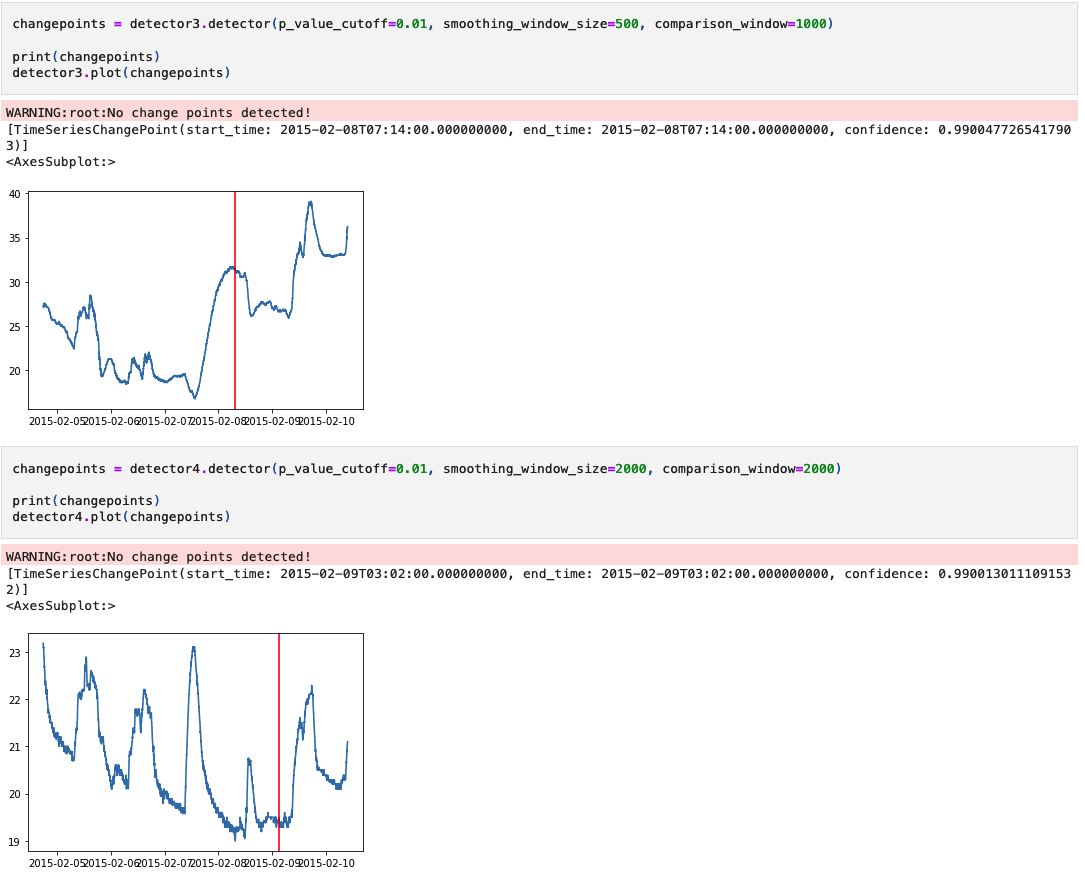 changepoints = detector3.detector(p_value_cutoff=0.01, smoothing_window_size=500, comparison_window=1000)
print(changepoints)
detector3.plot(changepoints)
WARNING:root:No change points detected!
[TimeSeriesChangePoint(start_time: 2015-02-08T07:14:00.000000000, end_time: 2015-02-08T07:14:00.000000000, confidence: 0.990047726541790
3)]
<AxesSubplot:>
40
35
30
25
20
2015-02-05 2015-02-06 2015-02-07 2015-02-08 2015-02-09 2015-02-10
changepoints = detector4.detector(p_value_cutoff=0.01, smoothing_window_size=2000, comparison_window=2000)
print(changepoints)
detector4.plot(changepoints)
WARNING:root:No change points detected!
[TimeSeriesChangePoint(start_time: 2015-02-09T03:02:00.000000000, end_time: 2015-02-09T03:02:00.000000000, confidence: 0.990013011109153
2)]
<AxesSubplot:>
23
22
21
20
19
2015-02-05 2015-02-06 2015-02-07 2015-02-08 2015-02-09 2015-02-10